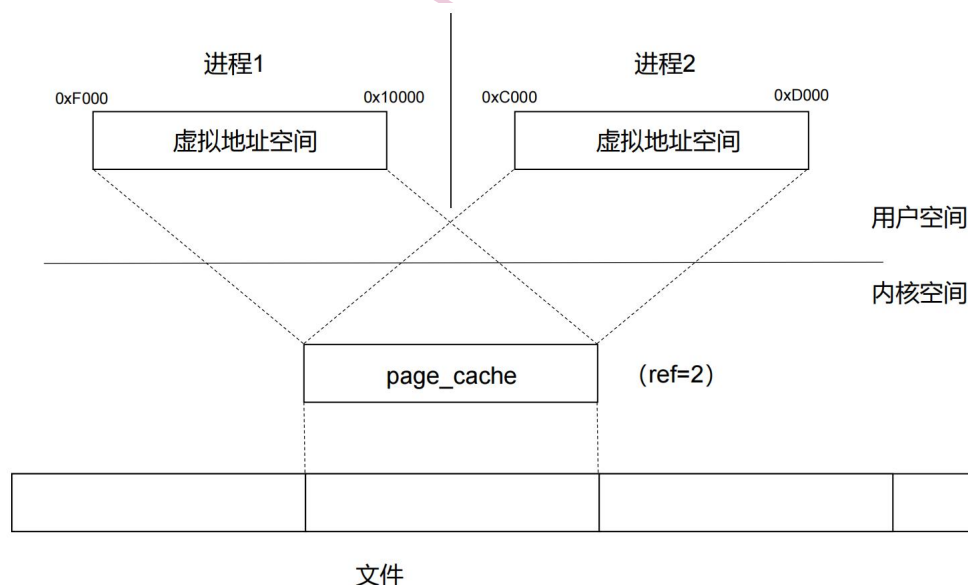 进程1
进程2
0xF000
0x10000
0xC000
0xD000
虚拟地址空间
虚拟地址空间
用户空间
内核空间
page_cache
（ref=2）
文件